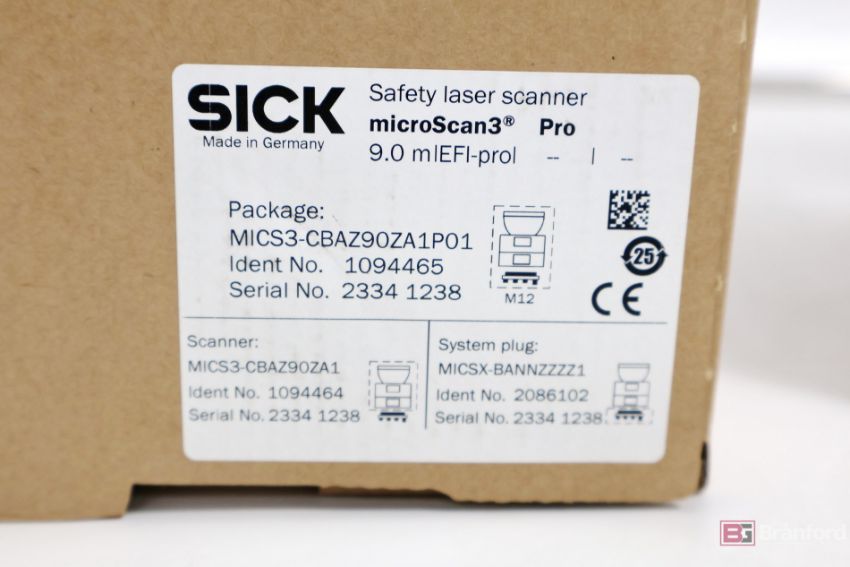 SICK
Made in Germany
Safety laser scanner
microScan3® Pro
9.0 m|EFI-pro| -- | --
Package:
MICS3-CBAZ90ZA1P01
Ident No. 1094465
Serial No. 2334 1238
M12
25
CE
Scanner:
MICS3-CBAZ90ZA1
Ident No. 1094464
Serial No. 2334 1238
System plug:
MICSX-BANNZZZZ1
Ident No. 2086102
Serial No. 2334 1238
BG Branford